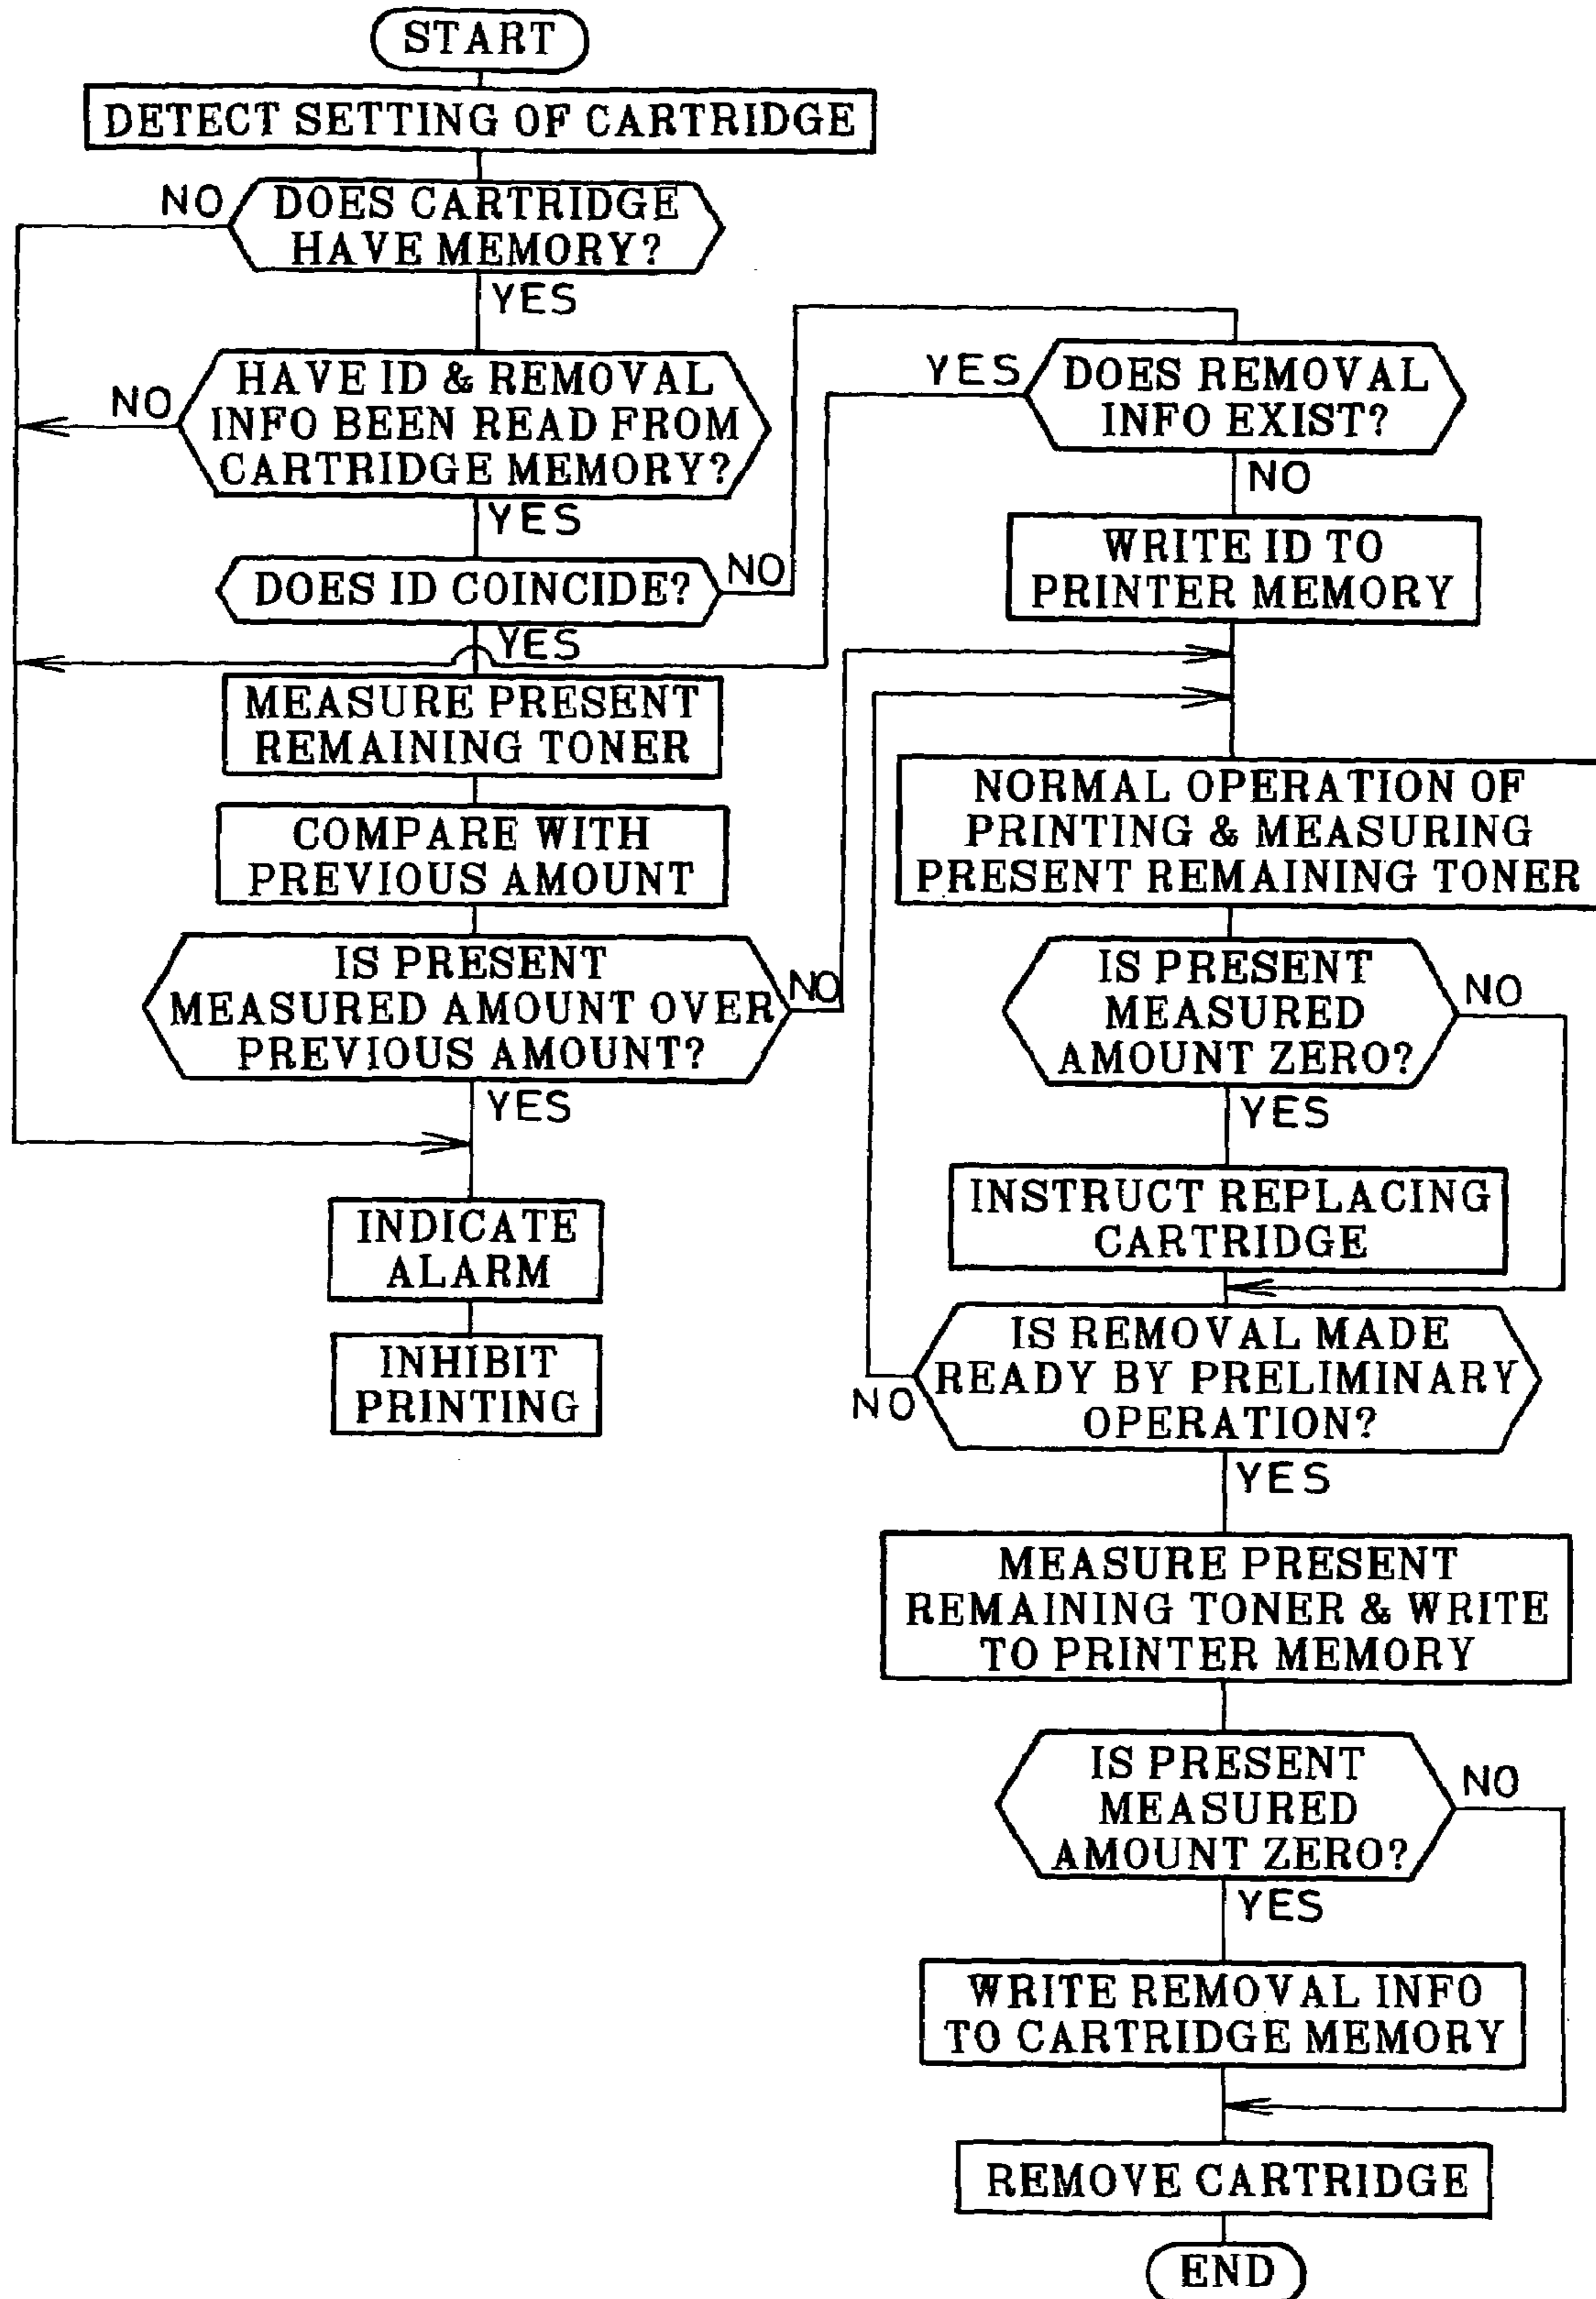 START
DETECT SETTING OF CARTRIDGE
NO
DOES CARTRIDGE
HAVE MEMORY?
YES
NO
HAVE ID & REMOVAL
INFO BEEN READ FROM
CARTRIDGE MEMORY?
YES
DOES ID COINCIDE?
NO
YES
MEASURE PRESENT
REMAINING TONER
COMPARE WITH
PREVIOUS AMOUNT
IS PRESENT
MEASURED AMOUNT OVER
PREVIOUS AMOUNT?
NO
YES
INDICATE
ALARM
INHIBIT
PRINTING
YES
DOES REMOVAL
INFO EXIST?
NO
WRITE ID TO
PRINTER MEMORY
NORMAL OPERATION OF
PRINTING & MEASURING
PRESENT REMAINING TONER
IS PRESENT
MEASURED
AMOUNT ZERO?
NO
YES
INSTRUCT REPLACING
CARTRIDGE
IS REMOVAL MADE
READY BY PRELIMINARY
OPERATION?
NO
YES
MEASURE PRESENT
REMAINING TONER & WRITE
TO PRINTER MEMORY
IS PRESENT
MEASURED
AMOUNT ZERO?
NO
YES
WRITE REMOVAL INFO
TO CARTRIDGE MEMORY
REMOVE CARTRIDGE
END